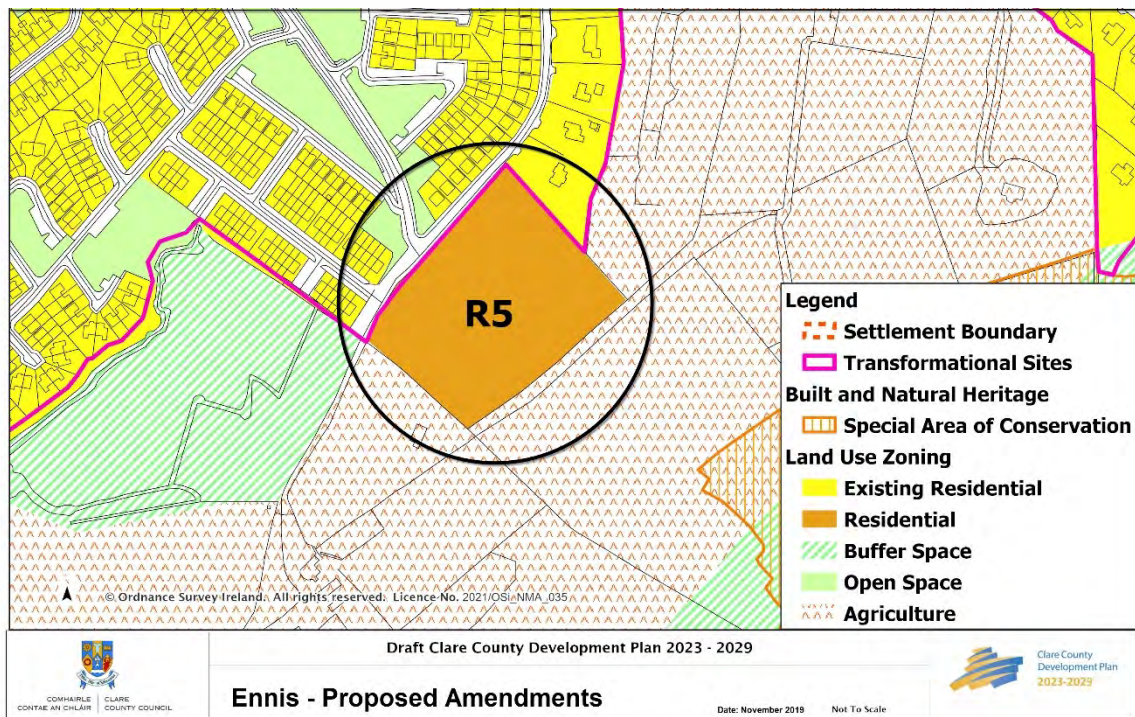 R5
Legend
Settlement Boundary
Transformational Sites
Built and Natural Heritage
Special Area of Conservation
Land Use Zoning
Existing Residential
Residential
Buffer Space
Open Space
Agriculture
© Ordnance Survey Ireland. All rights reserved. Licence No. 2021/OSi_NMA_035
Draft Clare County Development Plan 2023 - 2029
COMHAIRLE CONTAE AN CHLÁIR
CLARE COUNTY COUNCIL
Ennis - Proposed Amendments
Date: November 2019 Not To Scale
Clare County
Development Plan
2023-2029